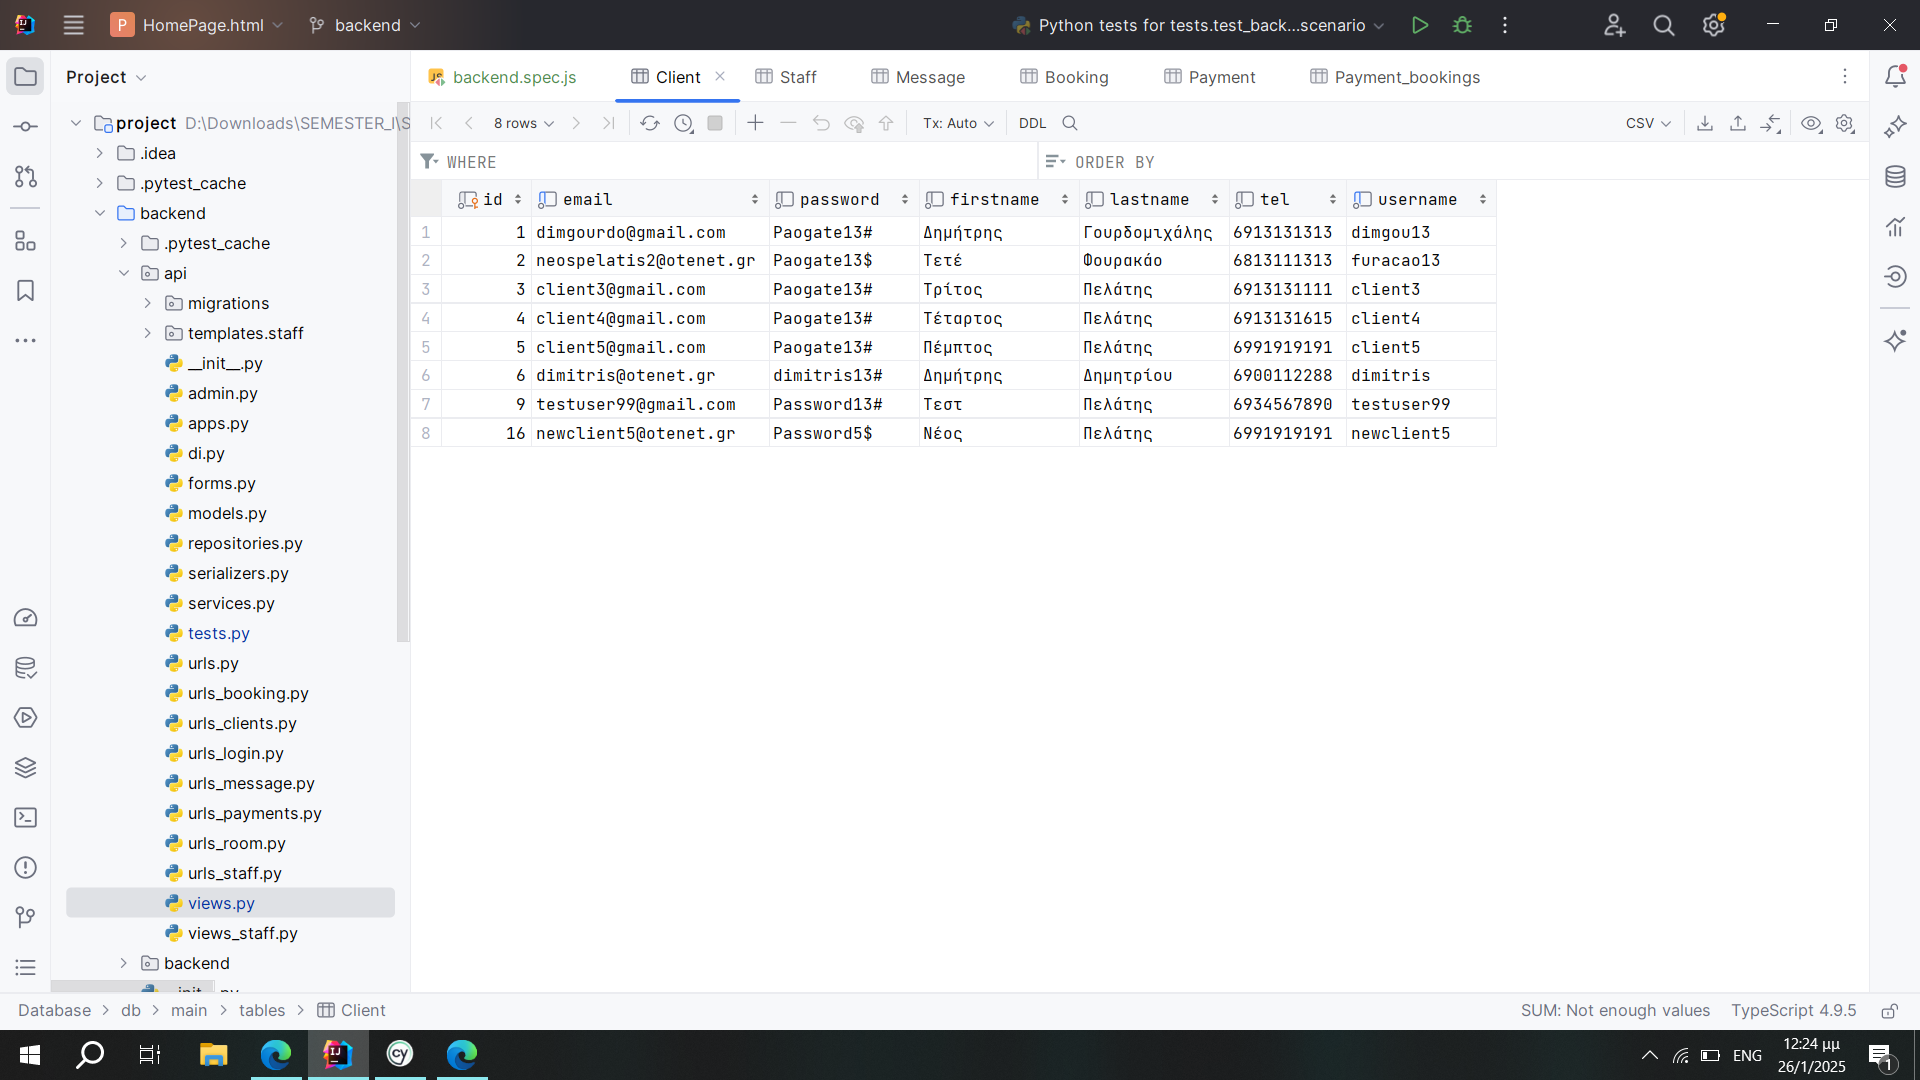 P HomePage.html backend Python tests for tests.test_back...scenario
Project
backend.spec.js Client Staff Message Booking Payment Payment_bookings
8 rows Tx: Auto DDL CSV
WHERE ORDER BY
id email password firstname lastname tel username
1 1 dimgourdo@gmail.com Paogate13# Δημήτρης Γουρδομιχάλης 6913131313 dimgou13
2 2 neospelatis2@otenet.gr Paogate13$ Τετέ Φουρακάο 6813111313 furacao13
3 3 client3@gmail.com Paogate13# Τρίτος Πελάτης 6913131111 client3
4 4 client4@gmail.com Paogate13# Τέταρτος Πελάτης 6913131615 client4
5 5 client5@gmail.com Paogate13# Πέμπτος Πελάτης 6991919191 client5
6 6 dimitris@otenet.gr dimitris13# Δημήτρης Δημητρίου 6900112288 dimitris
7 9 testuser99@gmail.com Password13# Τεστ Πελάτης 6934567890 testuser99
8 16 newclient5@otenet.gr Password5$ Νέος Πελάτης 6991919191 newclient5
project D:\Downloads\SEMESTER_I\S
.idea
.pytest_cache
backend
.pytest_cache
api
migrations
templates.staff
__init__.py
admin.py
apps.py
di.py
forms.py
models.py
repositories.py
serializers.py
services.py
tests.py
urls.py
urls_booking.py
urls_clients.py
urls_login.py
urls_message.py
urls_payments.py
urls_room.py
urls_staff.py
views.py
views_staff.py
backend
Database > db > main > tables > Client SUM: Not enough values TypeScript 4.9.5
ENG 12:24 μμ
26/1/2025
1